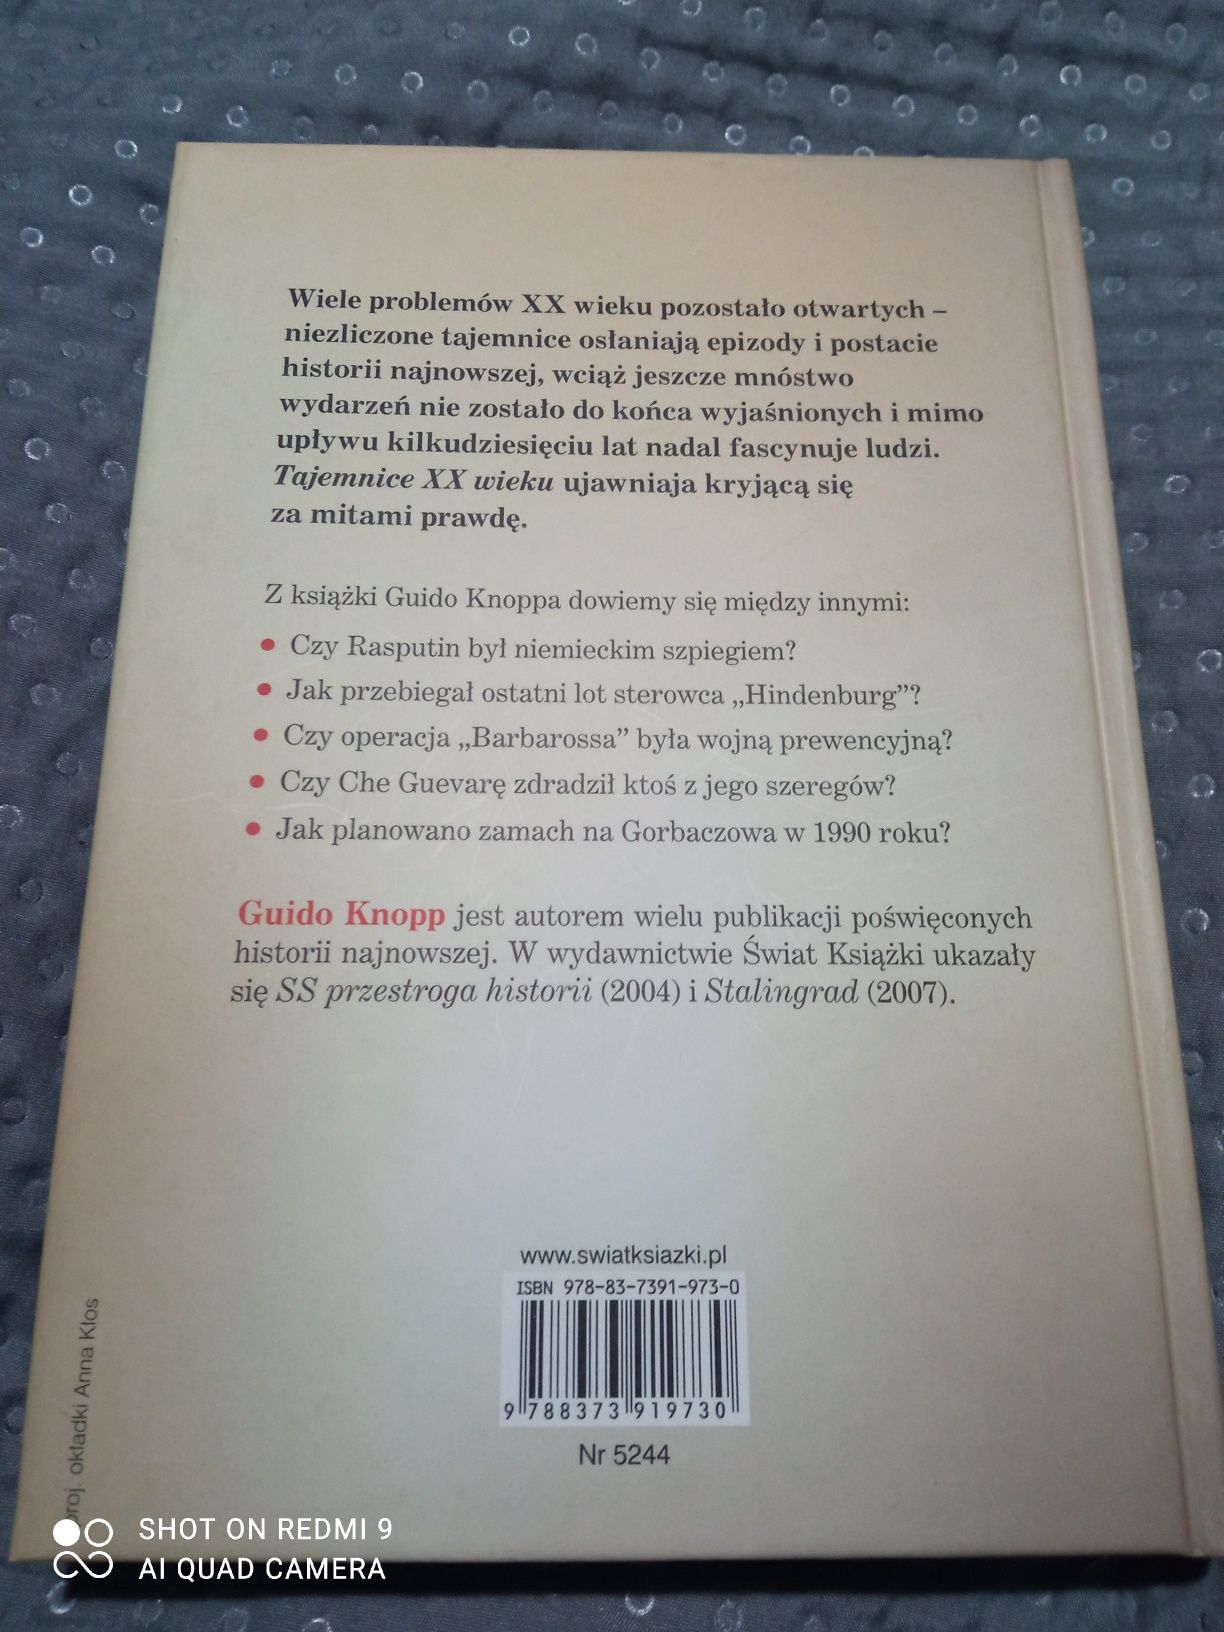 Wiele problemów XX wieku pozostało otwartych –
niezliczone tajemnice osłaniają epizody i postacie
historii najnowszej, wciąż jeszcze mnóstwo
wydarzeń nie zostało do końca wyjaśnionych i mimo
upływu kilkudziesięciu lat nadal fascynuje ludzi.
Tajemnice XX wieku ujawniaja kryjącą się
za mitami prawdę.
Z książki Guido Knoppa dowiemy się między innymi:
• Czy Rasputin był niemieckim szpiegiem?
• Jak przebiegał ostatni lot sterowca „Hindenburg”?
• Czy operacja „Barbarossa” była wojną prewencyjną?
• Czy Che Guevarę zdradził ktoś z jego szeregów?
• Jak planowano zamach na Gorbaczowa w 1990 roku?
Guido Knopp jest autorem wielu publikacji poświęconych
historii najnowszej. W wydawnictwie Świat Książki ukazały
się SS przestroga historii (2004) i Stalingrad (2007).
www.swiatksiazki.pl
ISBN 978-83-7391-973-0
9 788373 919730
Nr 5244
proj. okładki Anna Kłos
SHOT ON REDMI 9
AI QUAD CAMERA